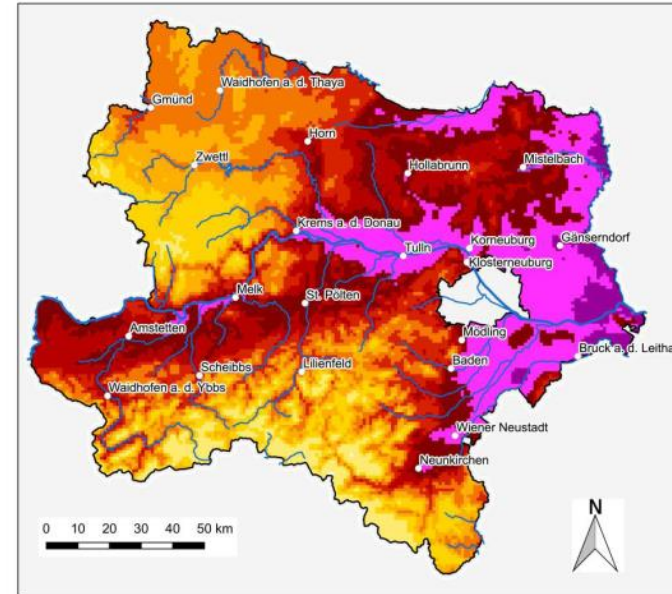 Waidhofen a. d. Thaya
Gmünd
Horn
Zwettl
Hollabrunn
Mistelbach
Krems a. d. Donau
Korneuburg
Gänserndorf
Tulln
Klosterneuburg
Melk
St. Pölten
Amstetten
Mödling
Bruck a. d. Leitha
Scheibbs
Lilienfeld
Baden
Waidhofen a. d. Ybbs
Wiener Neustadt
Neunkirchen
N
0 10 20 30 40 50 km